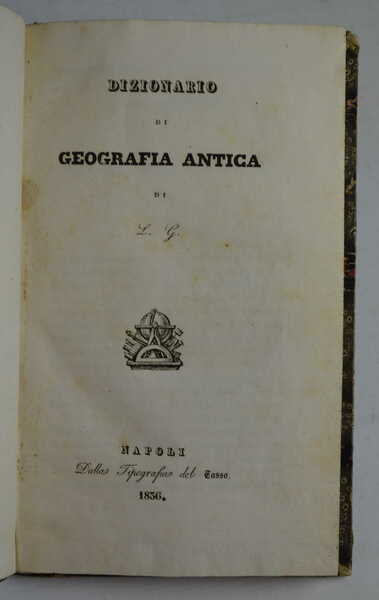 DIZIONARIO
DI
GEOGRAFIA ANTICA
DI
L. G.
NAPOLI
Dalla Tipografia del Tasso.
1836.